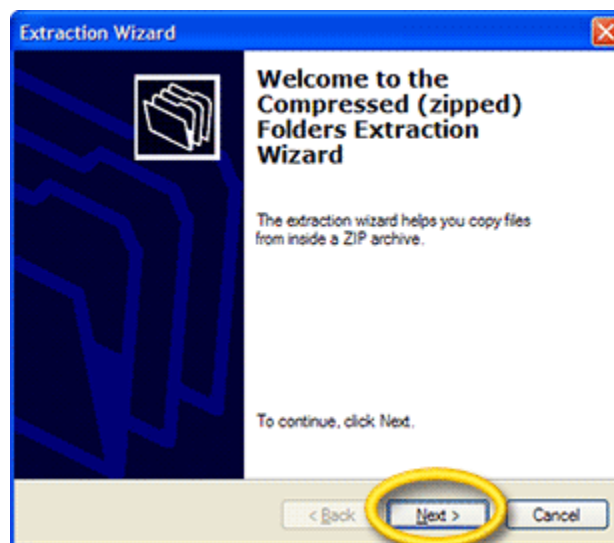 Extraction Wizard
Welcome to the
Compressed (zipped)
Folders Extraction
Wizard
The extraction wizard helps you copy files
from inside a ZIP archive.
To continue, click Next.
< Back Next > Cancel